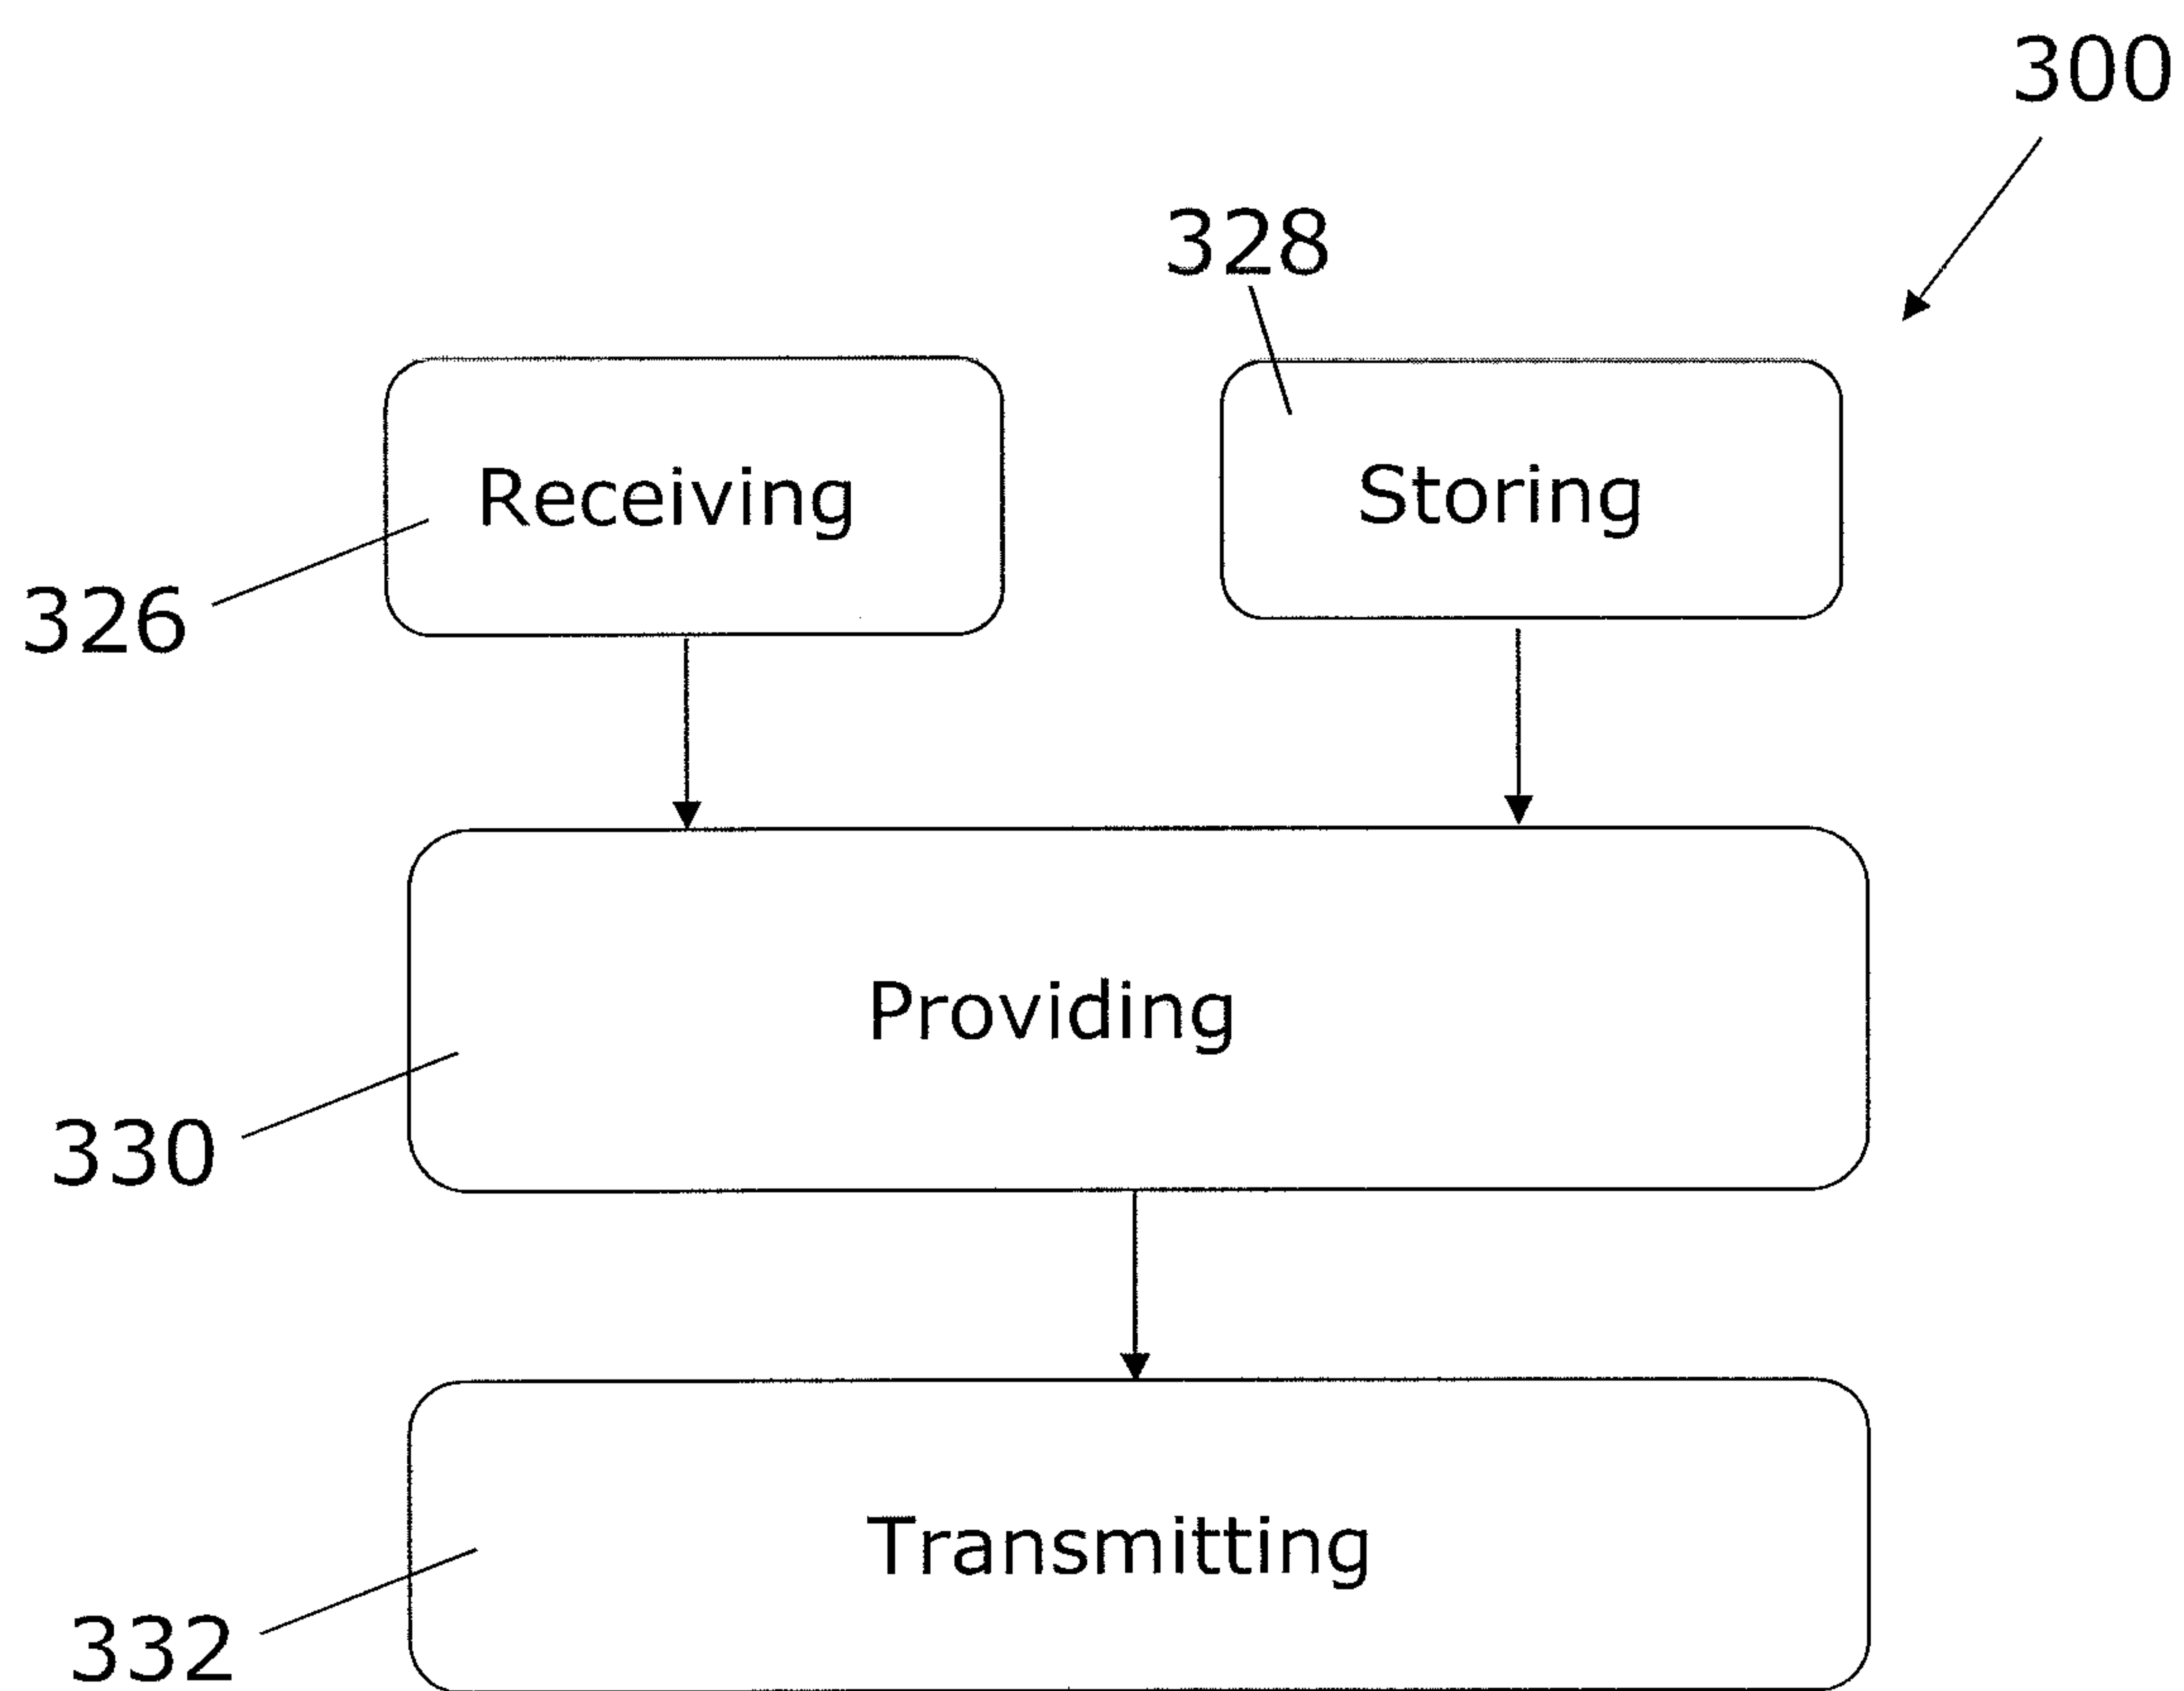 300
328
Receiving
Storing
326
Providing
330
Transmitting
332